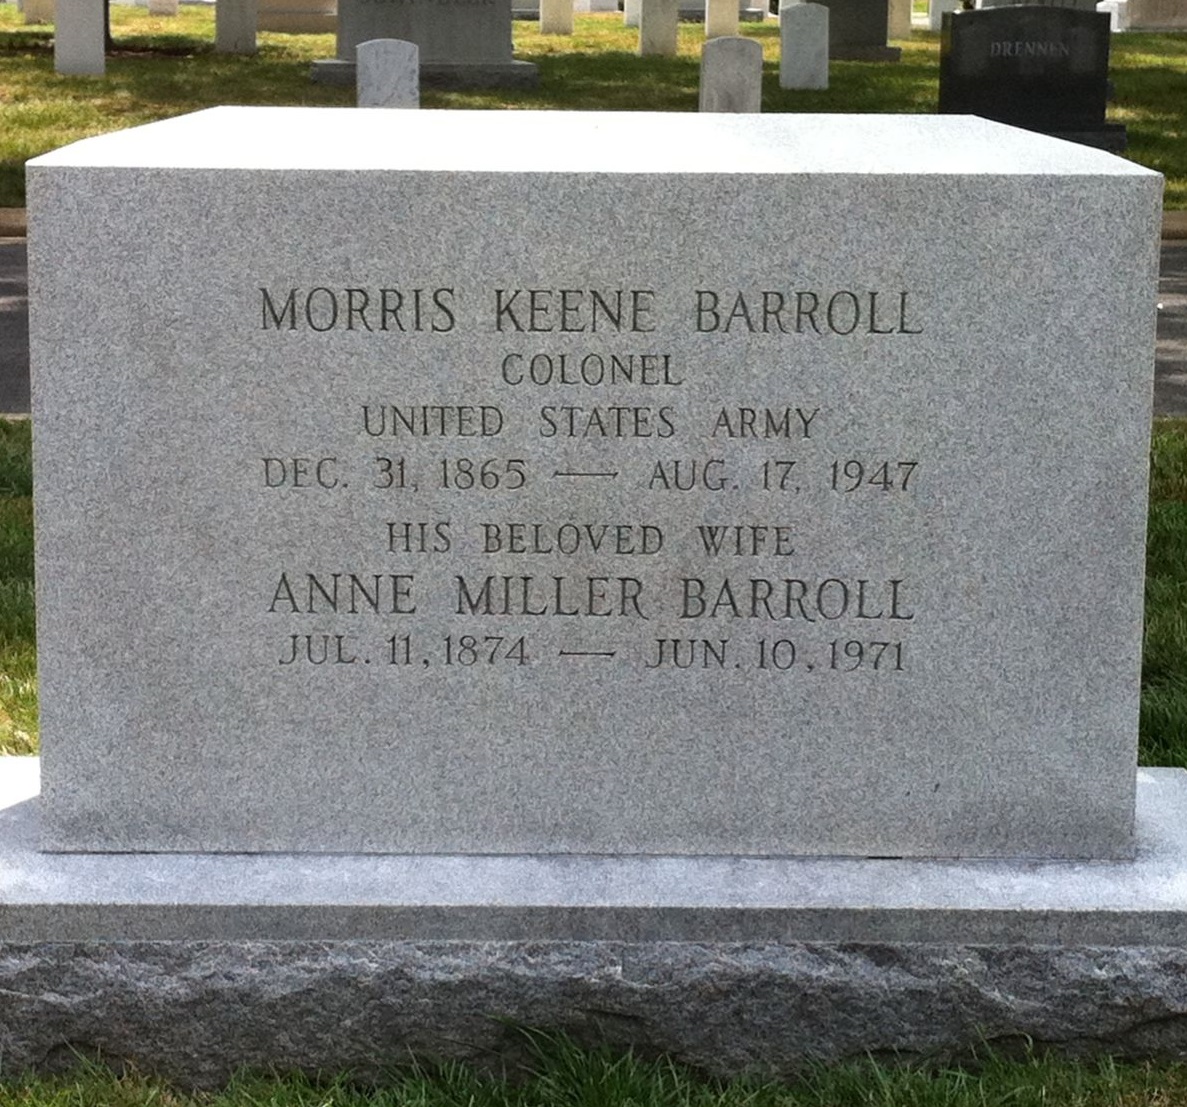 DRENNEN
MORRIS KEENE BARROLL
COLONEL
UNITED STATES ARMY
DEC. 31, 1865 — AUG. 17, 1947
HIS BELOVED WIFE
ANNE MILLER BARROLL
JUL. 11, 1874 — JUN. 10, 1971